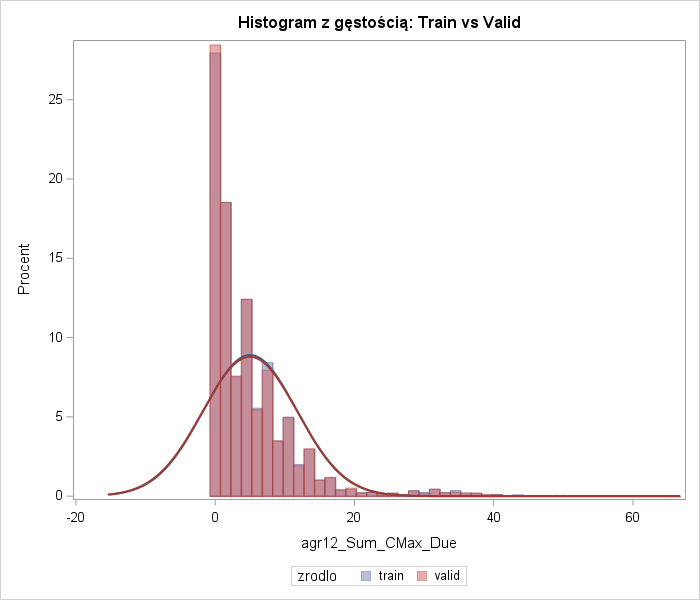 Histogram z gęstością: Train vs Valid
25
20
15
10
5
0
Procent
-20 0 20 40 60
agr12_Sum_CMax_Due
zrodlo train valid